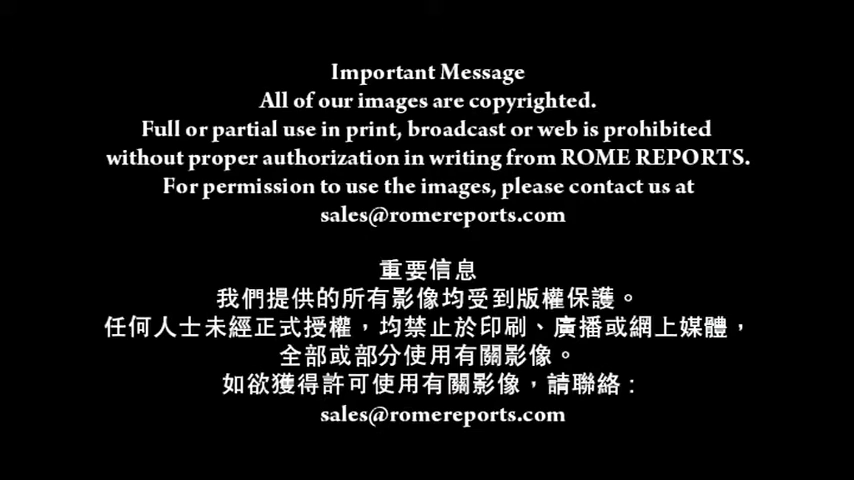 Important Message
All of our images are copyrighted.
Full or partial use in print, broadcast or web is prohibited
without proper authorization in writing from ROME REPORTS.
For permission to use the images, please contact us at
sales@romereports.com
重要信息
我們提供的所有影像均受到版權保護。
任何人士未經正式授權，均禁止於印刷、廣播或網上媒體，
全部或部分使用有關影像。
如欲獲得許可使用有關影像，請聯絡：
sales@romereports.com